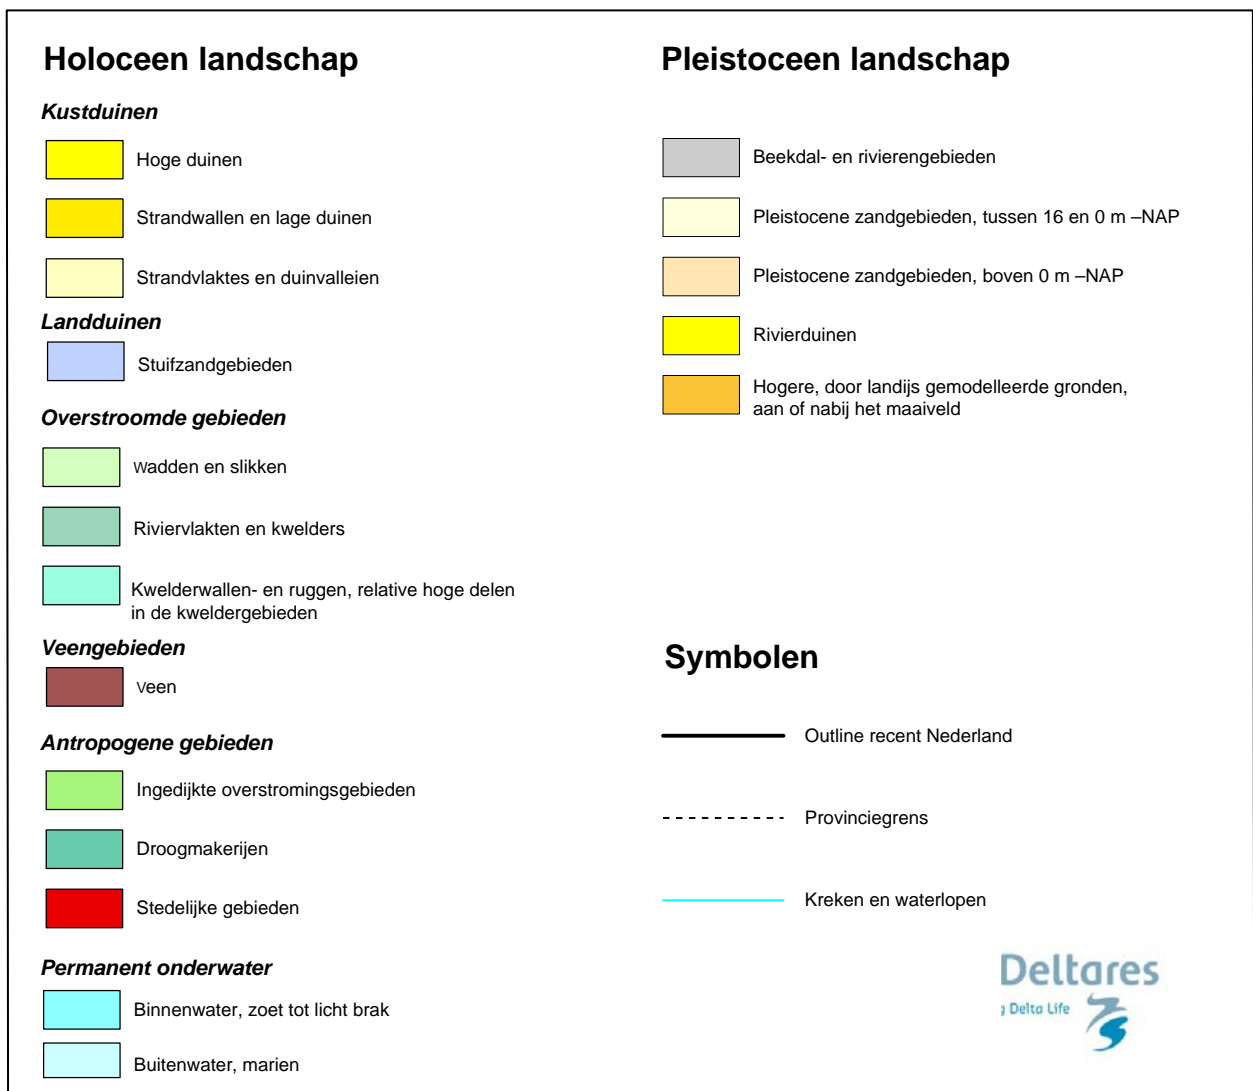 Holoceen landschap
Kustduinen
Hoge duinen
Strandwallen en lage duinen
Strandvlaktes en duinvalleien
Landduinen
Stuifzandgebieden
Overstroomde gebieden
Wadden en slikken
Riviervlakten en kwelders
Kwelderwallen- en ruggen, relative hoge delen
in de kweldergebieden
Veengebieden
Veen
Antropogene gebieden
Ingedijkte overstromingsgebieden
Droogmakerijen
Stedelijke gebieden
Permanent onderwater
Binnenwater, zoet tot licht brak
Buitenwater, marien
Pleistoceen landschap
Beekdal- en rivierengebieden
Pleistocene zandgebieden, tussen 16 en 0 m –NAP
Pleistocene zandgebieden, boven 0 m –NAP
Rivierduinen
Hogere, door landijs gemodelleerde gronden,
aan of nabij het maaiveld
Symbolen
Outline recent Nederland
Provinciegrens
Kreken en waterlopen
Deltares
Delta Life